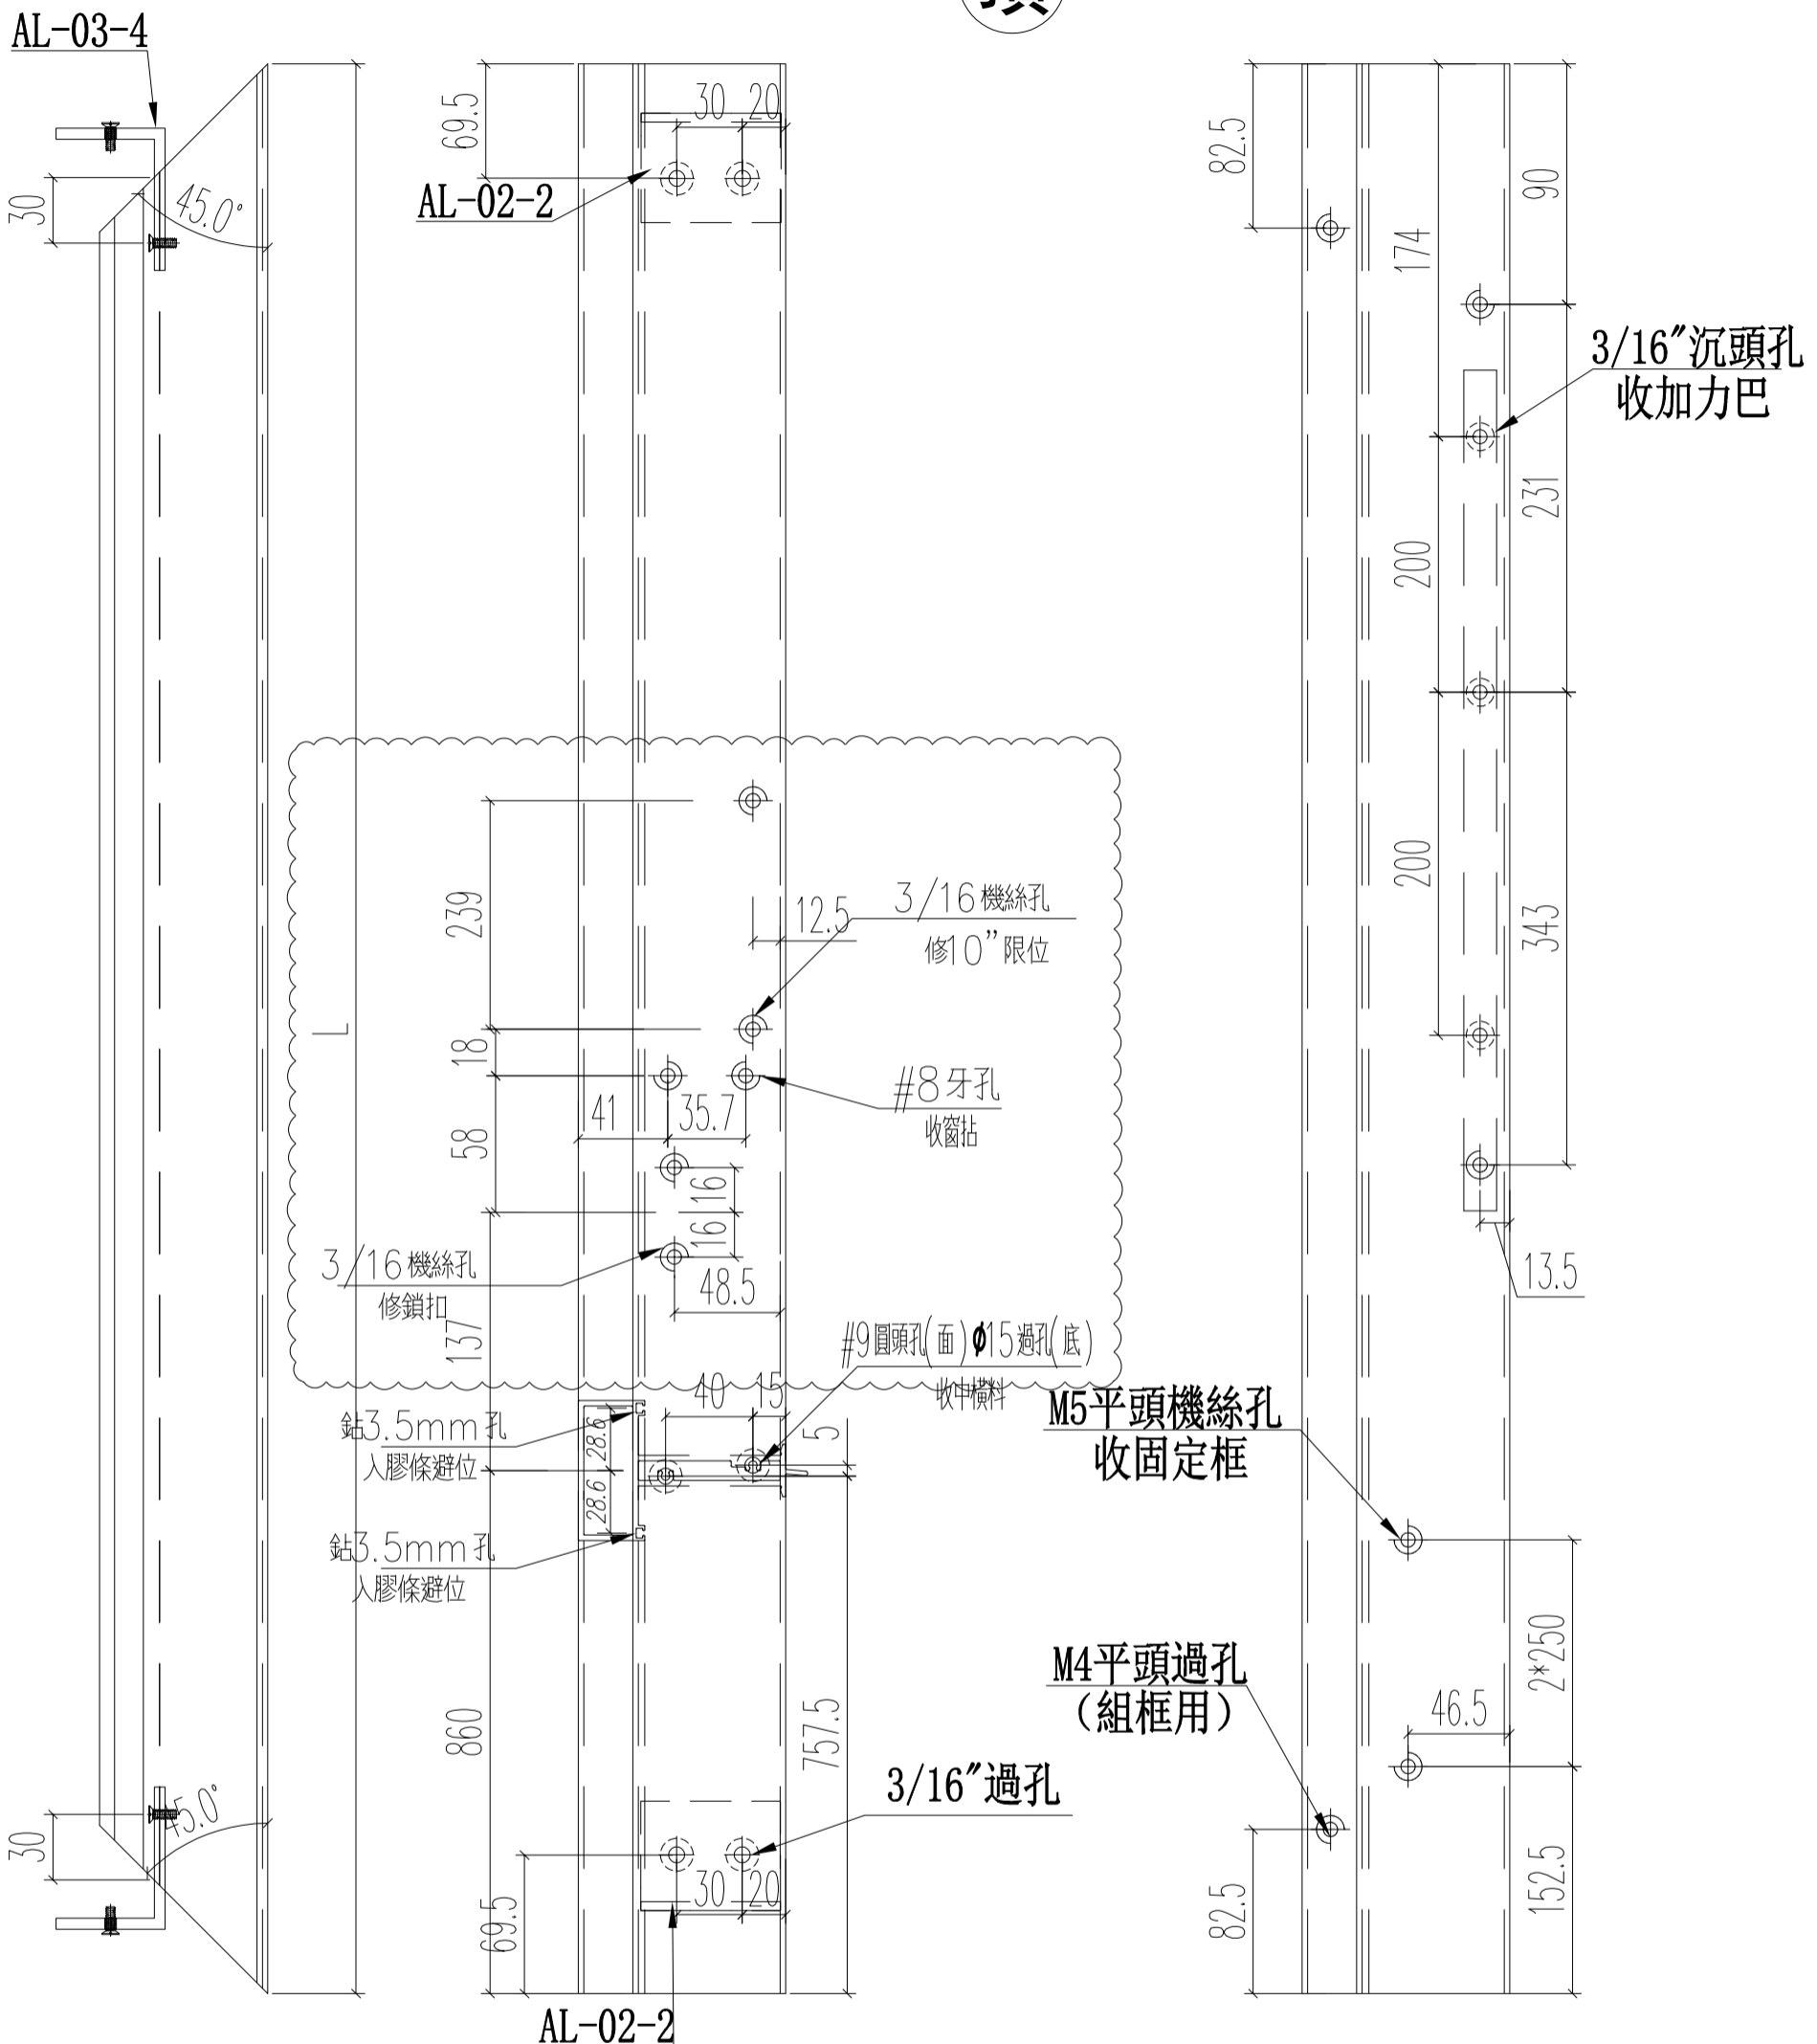 頂
AL-03-4
30
45.0°
L
45.0°
30
69.5
30
20
AL-02-2
239
12.5
3/16機絲孔
修10”限位
18
58
41
35.7
#8牙孔
收窗拈
16
16
3/16機絲孔
修鎖扣
48.5
137
#9圓頭孔(面)ϕ15過孔(底)
收中橫料
40
15
5
鉆3.5mm孔
入膠條避位
28.6
28.6
鉆3.5mm孔
入膠條避位
860
757.5
3/16"過孔
30
20
69.5
AL-02-2
82.5
174
90
3/16"沉頭孔
收加力巴
231
200
200
343
13.5
M5平頭機絲孔
收固定框
M4平頭過孔
(組框用)
2*250
46.5
82.5
152.5